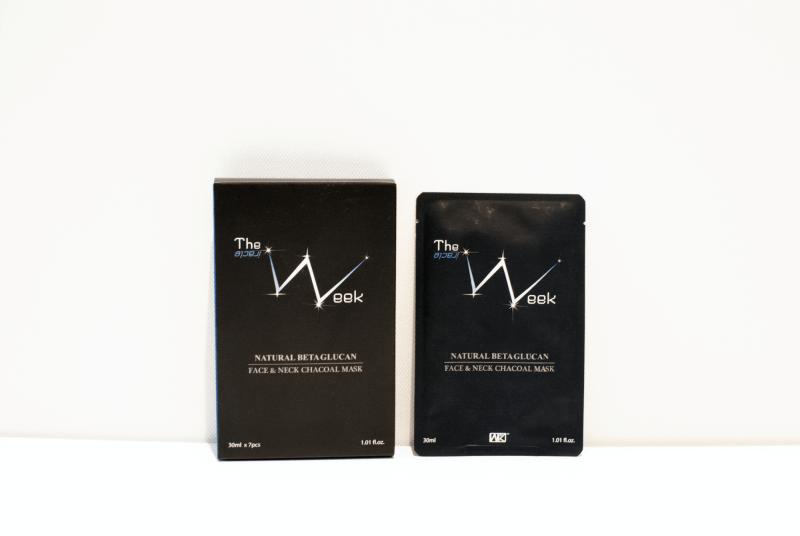 The
Week
NATURAL BETAGLUCAN
FACE & NECK CHACOAL MASK
30ml x 7pcs
1.01 fl.oz.
The
Week
NATURAL BETAGLUCAN
FACE & NECK CHACOAL MASK
30ml
1.01 fl.oz.